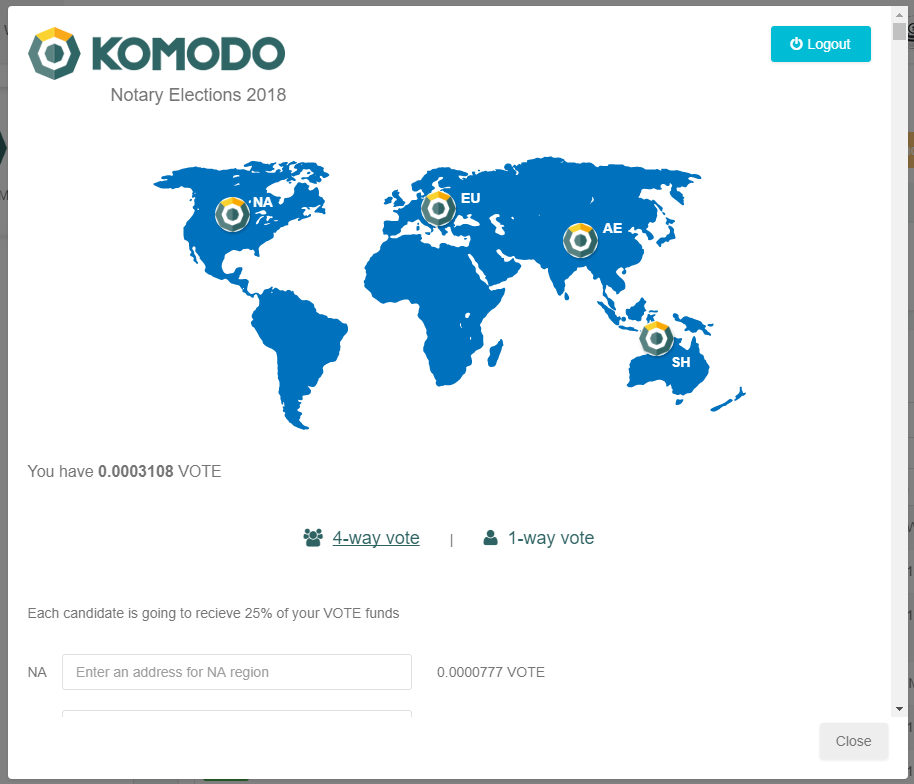 KOMODO
Logout
Notary Elections 2018
NA
EU
AE
SH
You have 0.0003108 VOTE
4-way vote | 1-way vote
Each candidate is going to recieve 25% of your VOTE funds
NA Enter an address for NA region 0.0000777 VOTE
Close